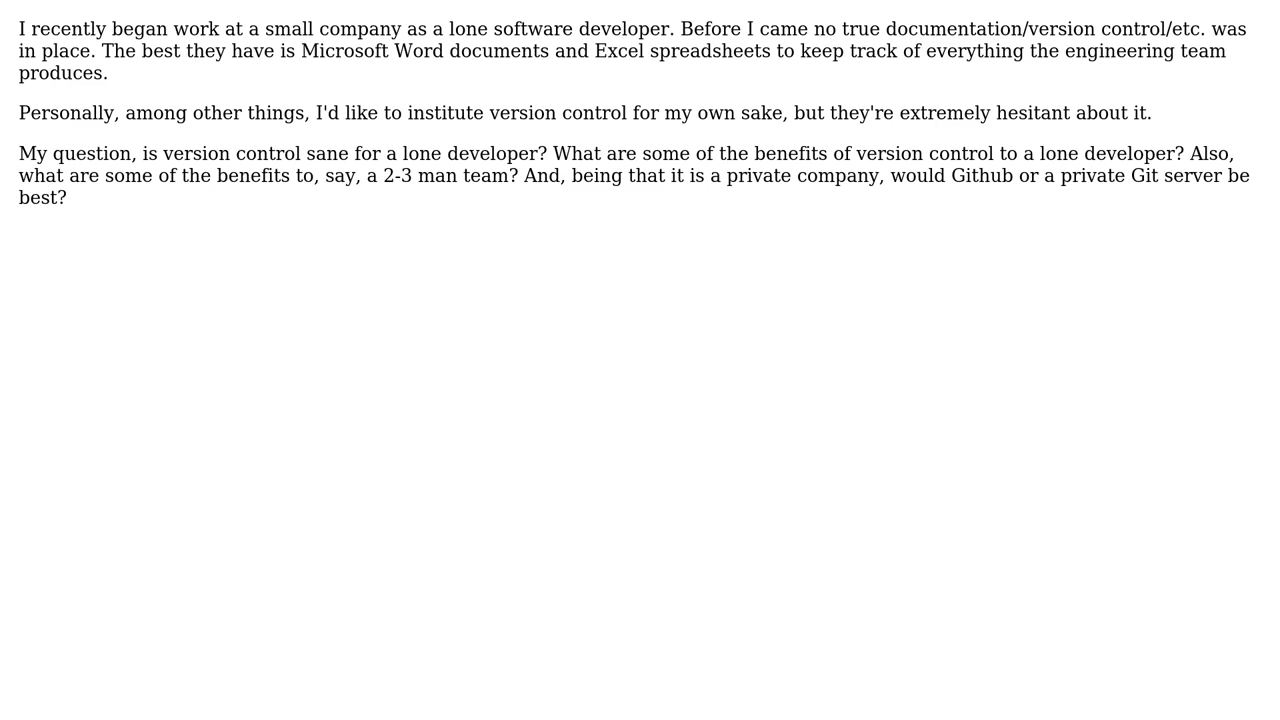 I recently began work at a small company as a lone software developer. Before I came no true documentation/version control/etc. was
in place. The best they have is Microsoft Word documents and Excel spreadsheets to keep track of everything the engineering team
produces.
Personally, among other things, I'd like to institute version control for my own sake, but they're extremely hesitant about it.
My question, is version control sane for a lone developer? What are some of the benefits of version control to a lone developer? Also,
what are some of the benefits to, say, a 2-3 man team? And, being that it is a private company, would Github or a private Git server be
best?